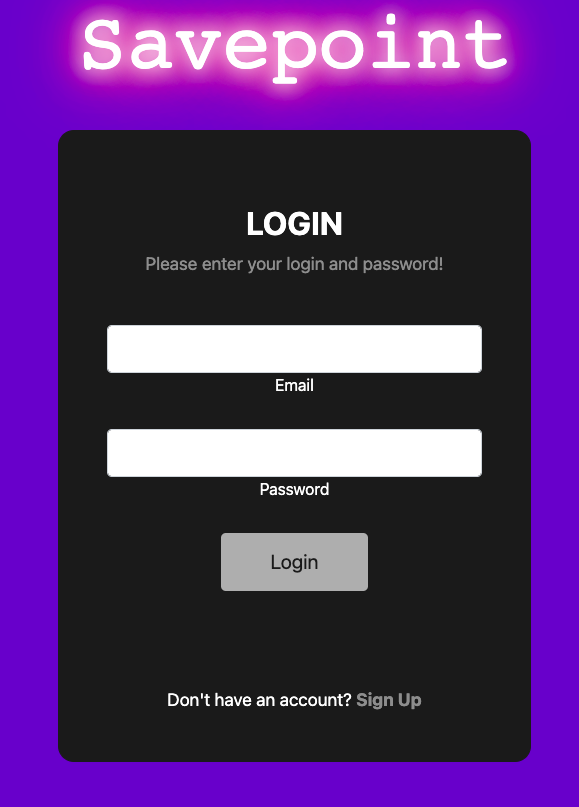 Savepoint
LOGIN
Please enter your login and password!
Email
Password
Login
Don't have an account? Sign Up